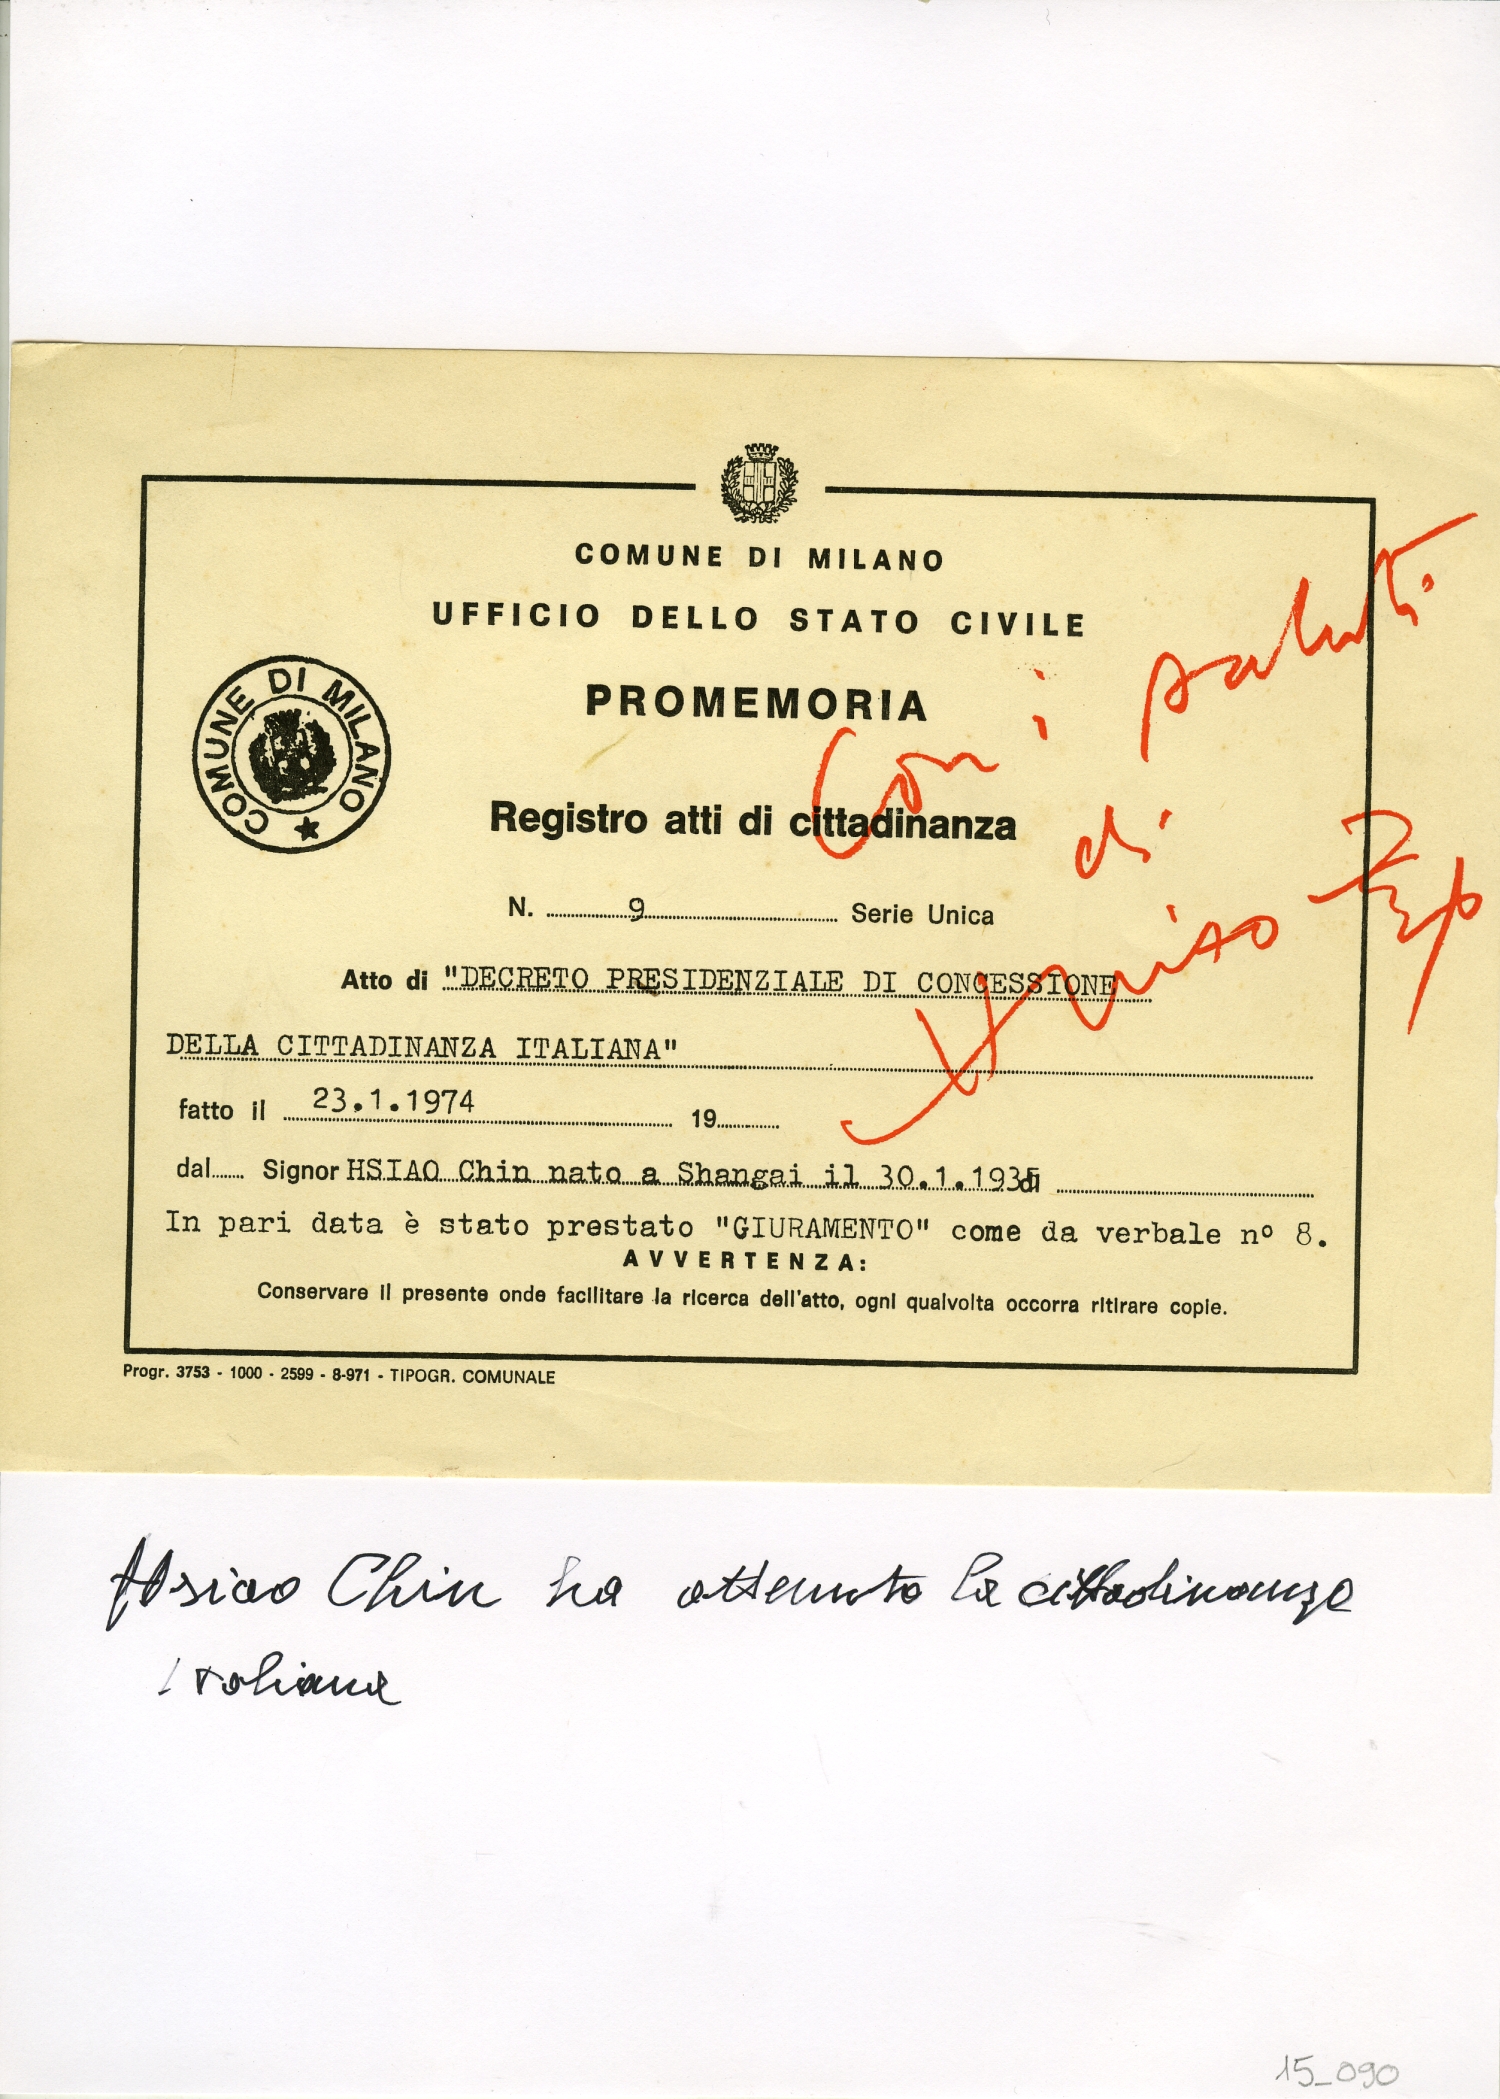 COMUNE DI MILANO
UFFICIO DELLO STATO CIVILE
PROMEMORIA
COMUNE DI MILANO
Registro atti di cittadinanza
N. 9 Serie Unica
Atto di "DECRETO PRESIDENZIALE DI CONCESSIONE
DELLA CITTADINANZA ITALIANA"
fatto il 23.1.1974 19
dal Signor HSIAO Chin nato a Shangai il 30.1.1935 di
In pari data è stato prestato "GIURAMENTO" come da verbale nº 8.
AVVERTENZA:
Conservare il presente onde facilitare la ricerca dell'atto, ogni qualvolta occorra ritirare copie.
Progr. 3753 - 1000 - 2599 - 8-971 - TIPOGR. COMUNALE
Con i saluti
di
Hsiao
Hsiao Chin ha ottenuto la cittadinanza
Italiana
15_090